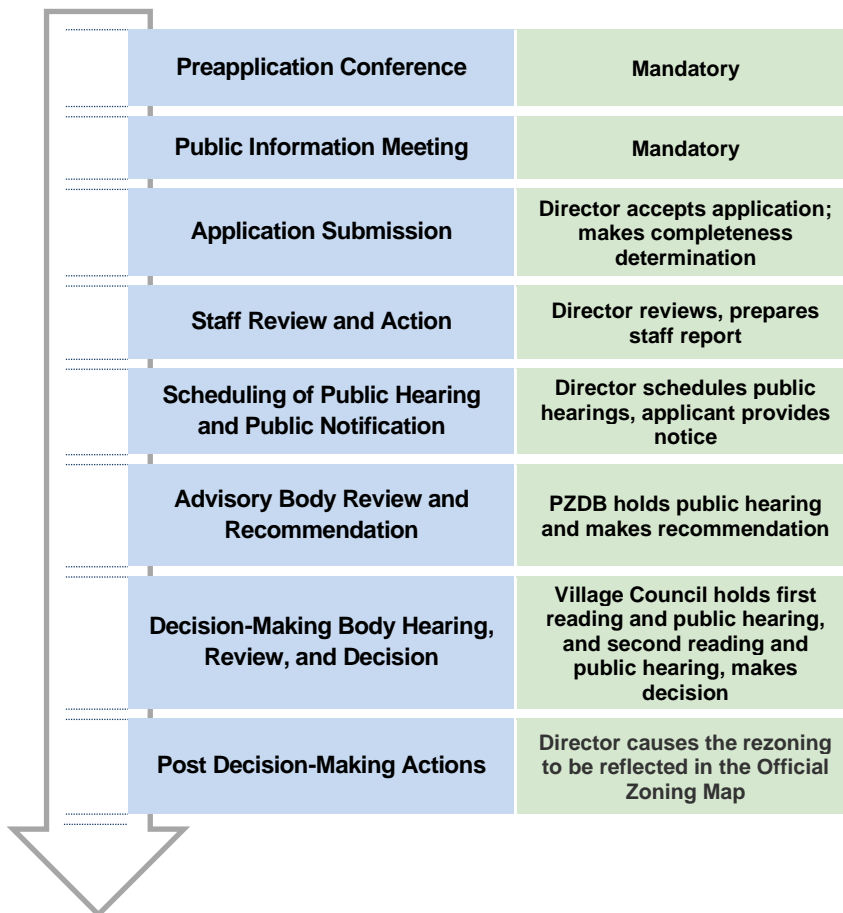 Preapplication Conference
Mandatory
Public Information Meeting
Mandatory
Application Submission
Director accepts application;
makes completeness
determination
Staff Review and Action
Director reviews, prepares
staff report
Scheduling of Public Hearing
and Public Notification
Director schedules public
hearings, applicant provides
notice
Advisory Body Review and
Recommendation
PZDB holds public hearing
and makes recommendation
Decision-Making Body Hearing,
Review, and Decision
Village Council holds first
reading and public hearing,
and second reading and
public hearing, makes
decision
Post Decision-Making Actions
Director causes the rezoning
to be reflected in the Official
Zoning Map